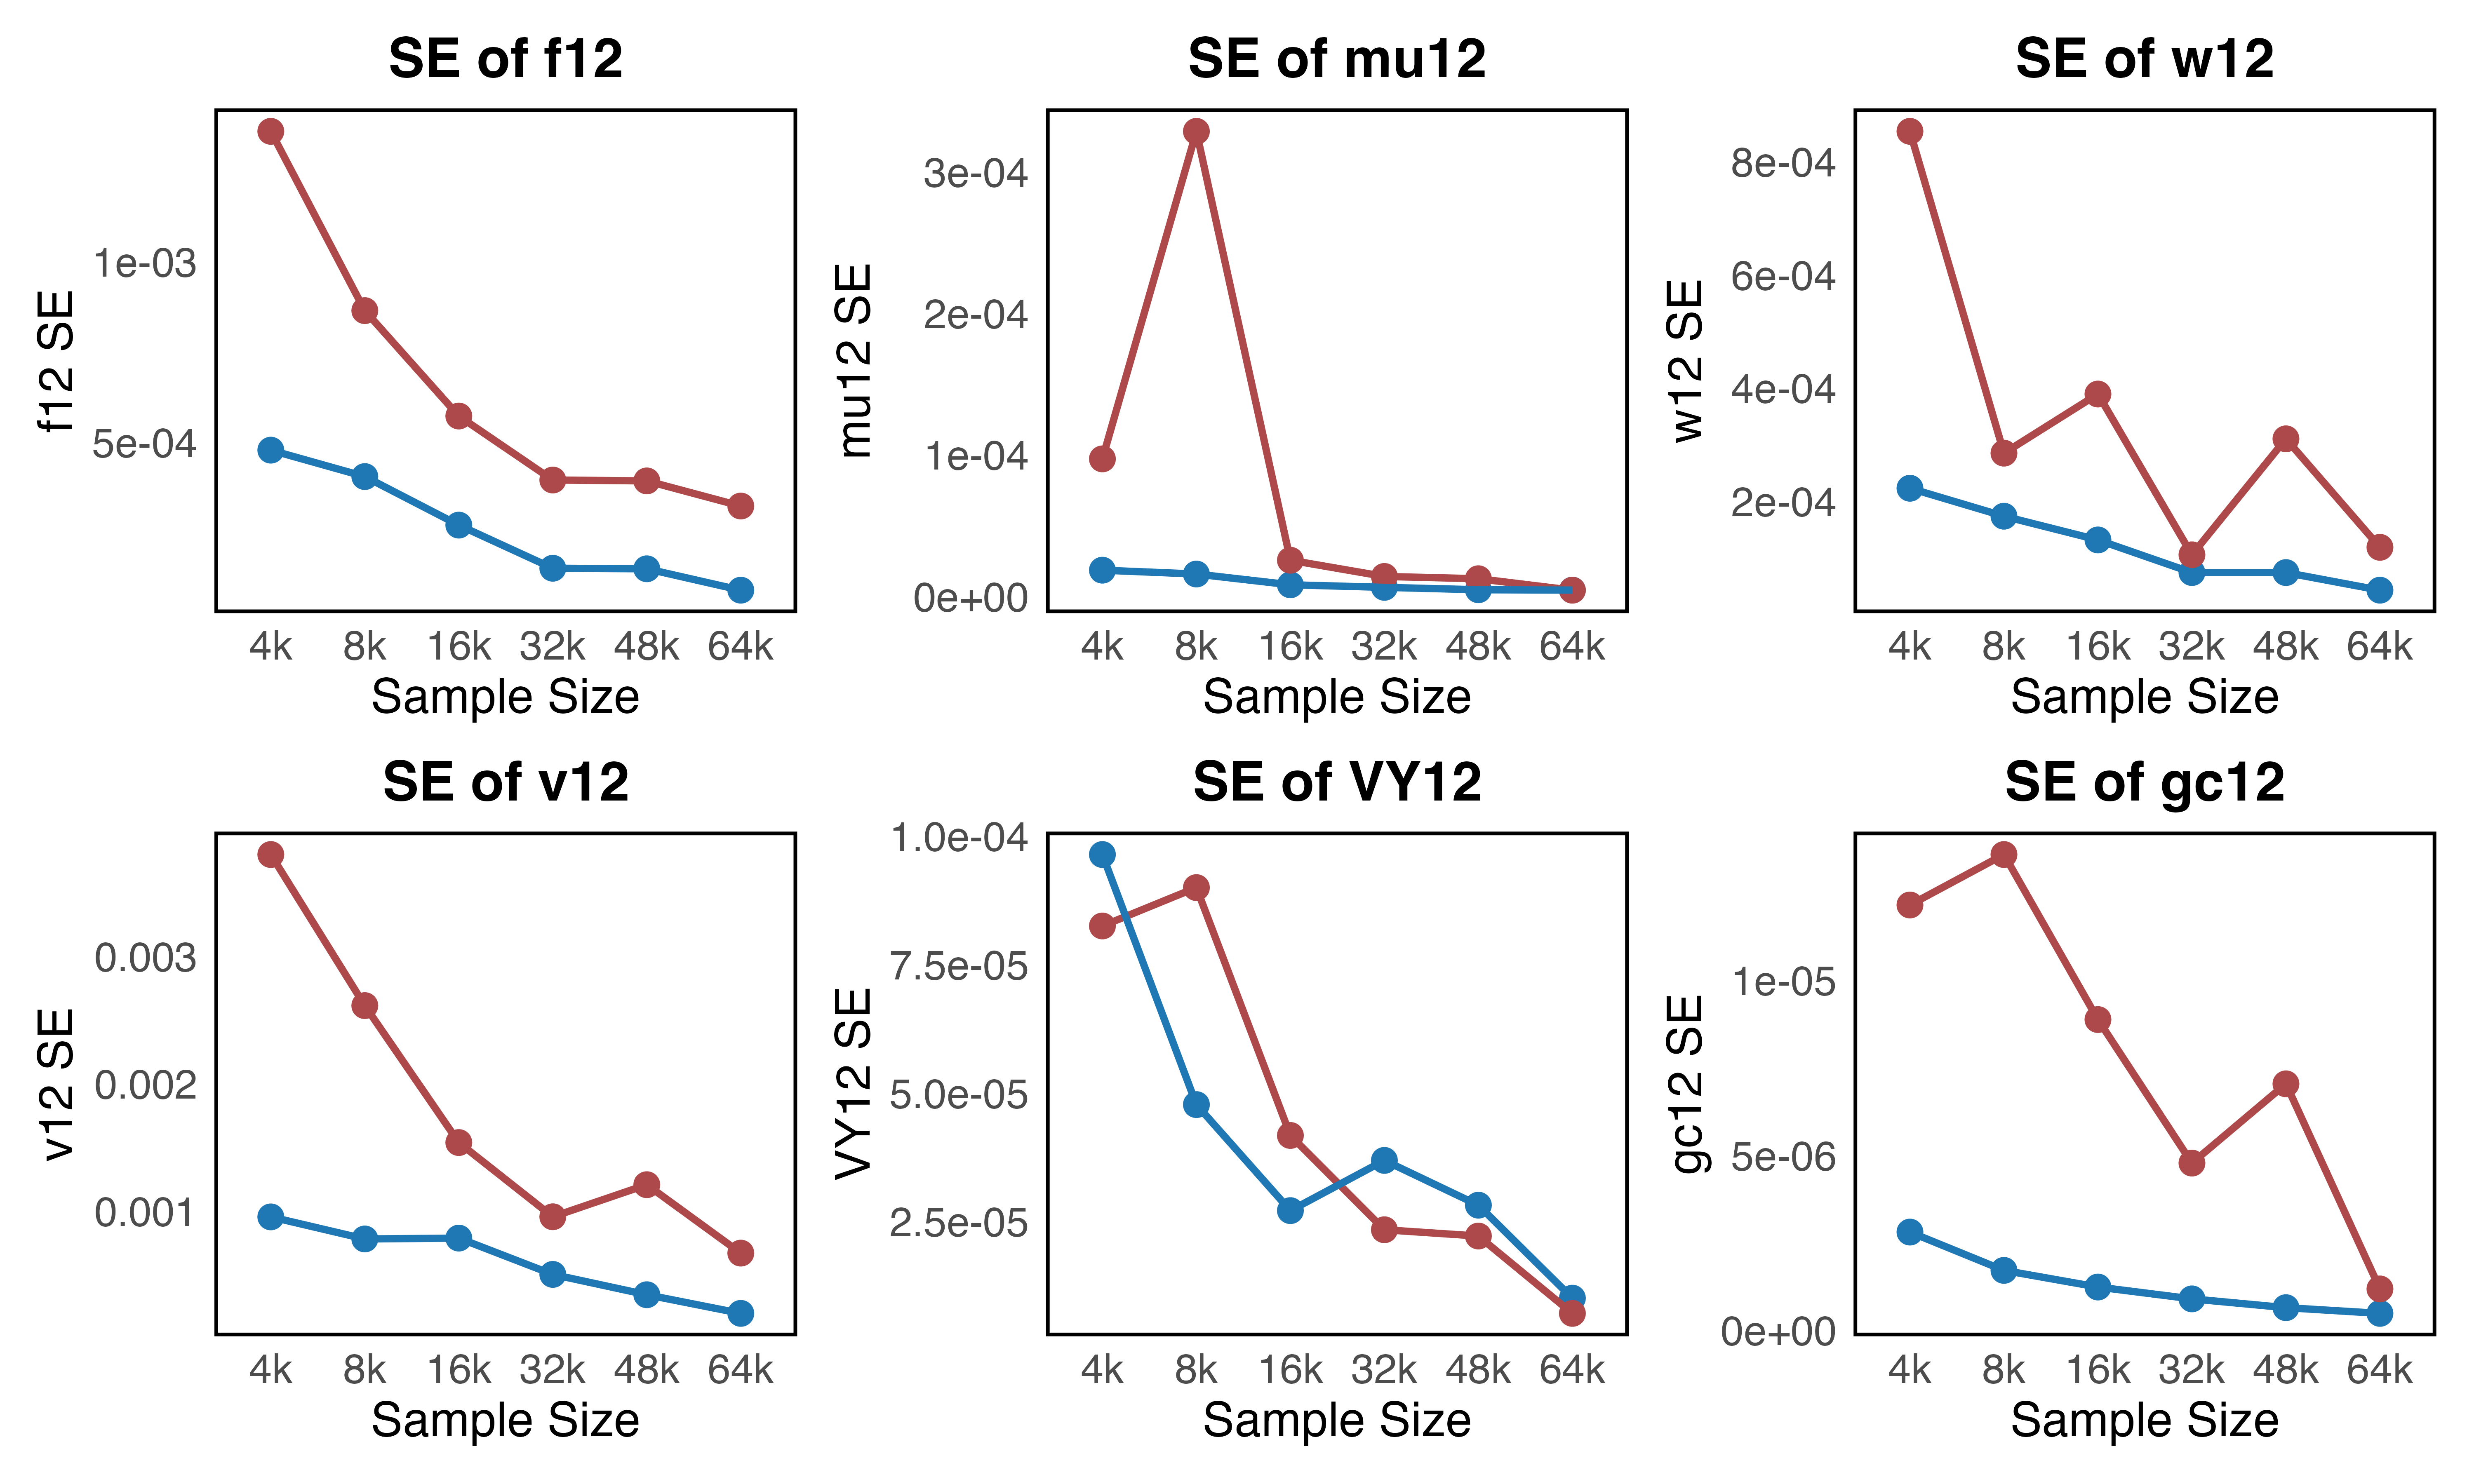 SE of f12
f12 SE
1e-03
5e-04
4k 8k 16k 32k 48k 64k
Sample Size
SE of mu12
mu12 SE
3e-04
2e-04
1e-04
0e+00
4k 8k 16k 32k 48k 64k
Sample Size
SE of w12
w12 SE
8e-04
6e-04
4e-04
2e-04
4k 8k 16k 32k 48k 64k
Sample Size
SE of v12
v12 SE
0.003
0.002
0.001
4k 8k 16k 32k 48k 64k
Sample Size
SE of VY12
VY12 SE
1.0e-04
7.5e-05
5.0e-05
2.5e-05
4k 8k 16k 32k 48k 64k
Sample Size
SE of gc12
gc12 SE
1e-05
5e-06
0e+00
4k 8k 16k 32k 48k 64k
Sample Size